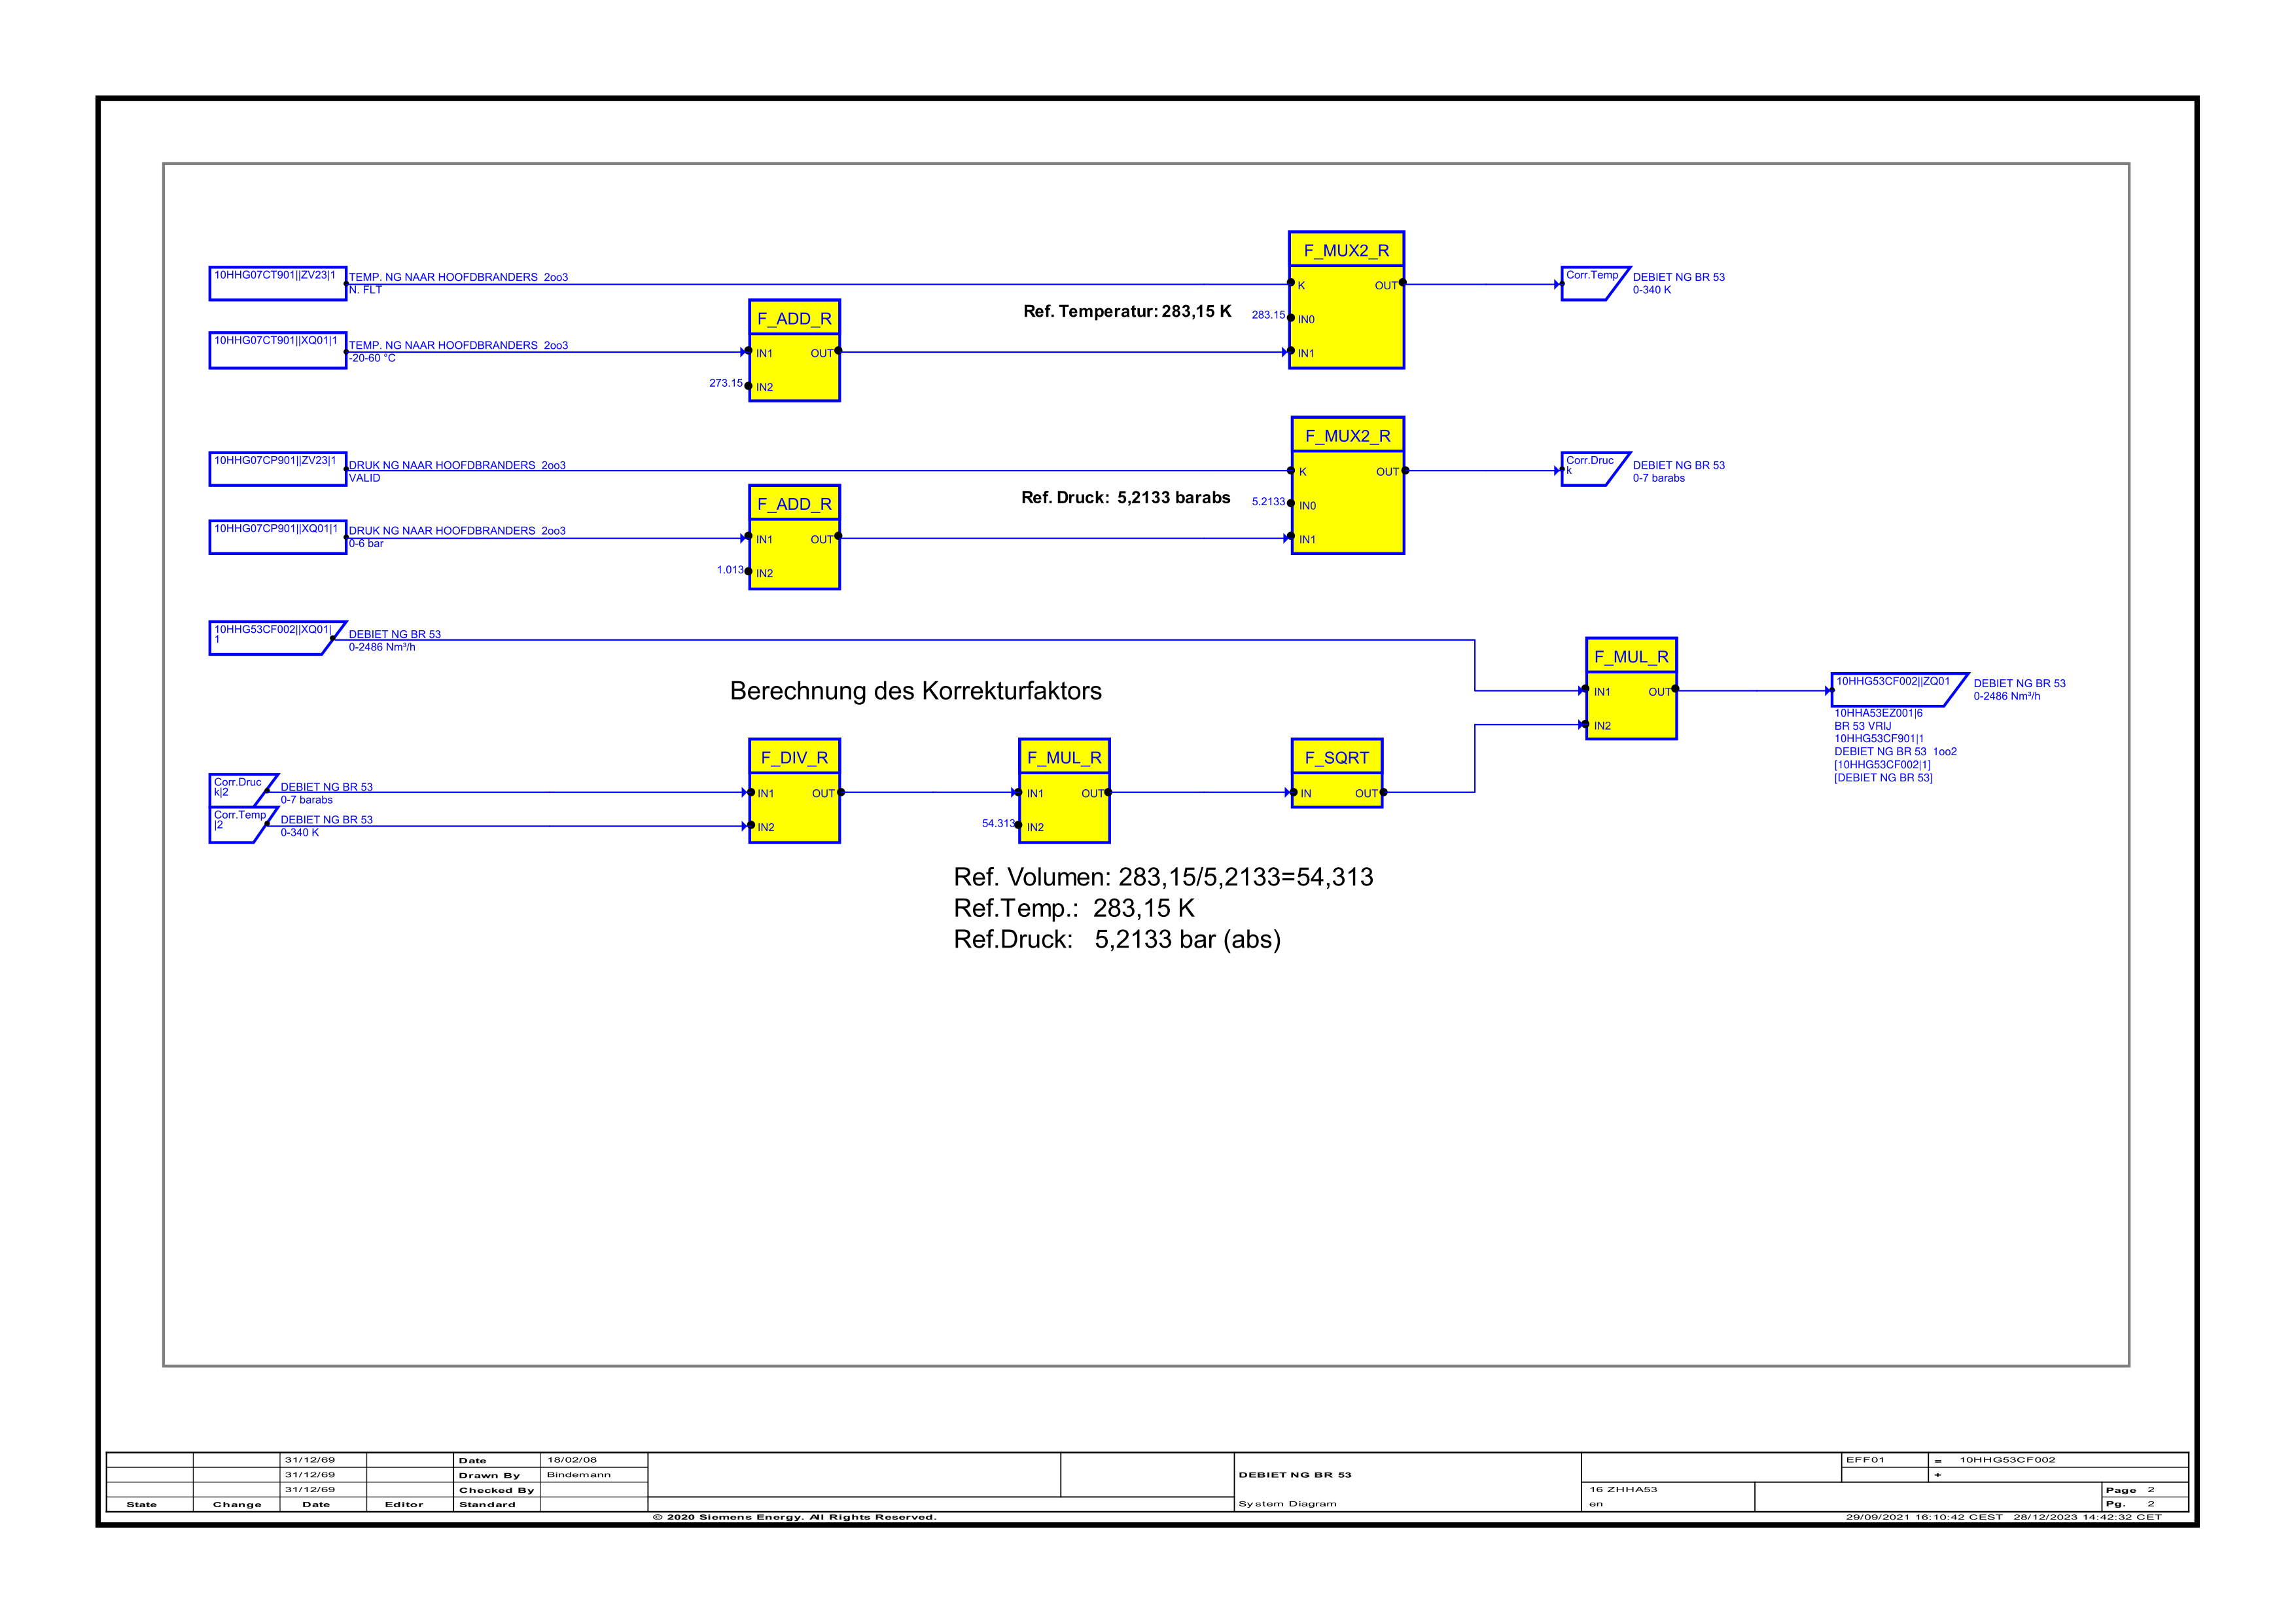 F_MUX2_R
10HHG07CT901||ZV23|1
TEMP. NG NAAR HOOFDBRANDERS  2oo3
N. FLT
K
OUT
Corr.Temp
DEBIET NG BR 53
0-340 K
F_ADD_R
Ref. Temperatur: 283,15 K
283.15
IN0
10HHG07CT901||XQ01|1
TEMP. NG NAAR HOOFDBRANDERS  2oo3
-20-60 °C
IN1
OUT
IN1
273.15
IN2
F_MUX2_R
10HHG07CP901||ZV23|1
DRUK NG NAAR HOOFDBRANDERS  2oo3
VALID
K
OUT
Corr.Druc
k
DEBIET NG BR 53
0-7 barabs
F_ADD_R
Ref. Druck:  5,2133 barabs
5.2133
IN0
10HHG07CP901||XQ01|1
DRUK NG NAAR HOOFDBRANDERS  2oo3
0-6 bar
IN1
OUT
IN1
1.013
IN2
10HHG53CF002||XQ01|
1
DEBIET NG BR 53
0-2486 Nm³/h
F_MUL_R
IN1
OUT
IN2
10HHG53CF002||ZQ01
DEBIET NG BR 53
0-2486 Nm³/h
10HHA53EZ001|6
BR 53 VRIJ
10HHG53CF901|1
DEBIET NG BR 53  1oo2
[10HHG53CF002|1]
[DEBIET NG BR 53]
Berechnung des Korrekturfaktors
F_DIV_R
F_MUL_R
F_SQRT
Corr.Druc
k|2
DEBIET NG BR 53
0-7 barabs
IN1
OUT
IN1
OUT
IN
OUT
Corr.Temp
|2
DEBIET NG BR 53
0-340 K
IN2
54.313
IN2
Ref. Volumen: 283,15/5,2133=54,313
Ref.Temp.:  283,15 K
Ref.Druck:   5,2133 bar (abs)
31/12/69
Date
18/02/08
EFF01
=
10HHG53CF002
31/12/69
Drawn By
Bindemann
DEBIET NG BR 53
+
31/12/69
Checked By
16 ZHHA53
Page
2
State
Change
Date
Editor
Standard
System Diagram
en
Pg.
2
© 2020 Siemens Energy. All Rights Reserved.
29/09/2021 16:10:42 CEST
28/12/2023 14:42:32 CET